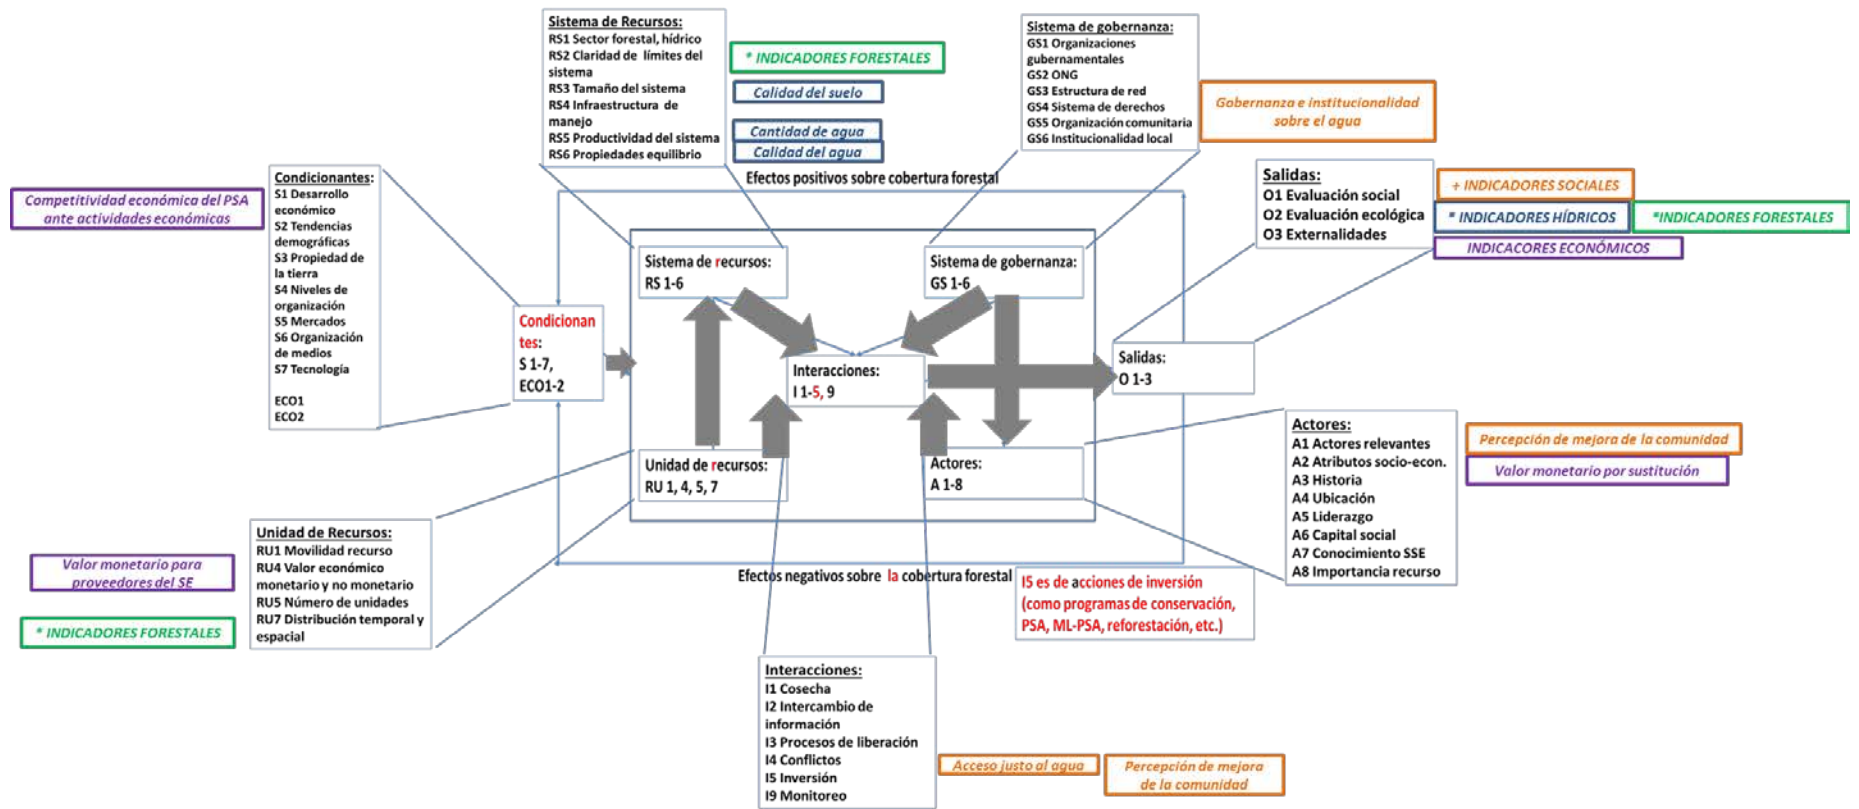 Sistema de Recursos:
RS1 Sector forestal, hídrico
RS2 Claridad de límites del
sistema
RS3 Tamaño del sistema
RS4 Infraestructura de
manejo
RS5 Productividad del sistema
RS6 Propiedades equilibrio
* INDICADORES FORESTALES
Calidad del suelo
Cantidad de agua
Calidad del agua
Sistema de gobernanza:
GS1 Organizaciones
gubernamentales
GS2 ONG
GS3 Estructura de red
GS4 Sistema de derechos
GS5 Organización comunitaria
GS6 Institucionalidad local
Gobernanza e institucionalidad
sobre el agua
Competitividad económica del PSA
ante actividades económicas
Condicionantes:
S1 Desarrollo
económico
S2 Tendencias
demográficas
S3 Propiedad de
la tierra
S4 Niveles de
organización
S5 Mercados
S6 Organización
de medios
S7 Tecnología
ECO1
ECO2
Efectos positivos sobre cobertura forestal
Salidas:
O1 Evaluación social
O2 Evaluación ecológica
O3 Externalidades
+ INDICADORES SOCIALES
* INDICADORES HÍDRICOS
*INDICADORES FORESTALES
INDICACORES ECONÓMICOS
Sistema de recursos:
RS 1-6
Sistema de gobernanza:
GS 1-6
Condicionan
tes:
S 1-7,
ECO1-2
Interacciones:
I 1-5, 9
Salidas:
O 1-3
Unidad de recursos:
RU 1, 4, 5, 7
Actores:
A 1-8
Actores:
A1 Actores relevantes
A2 Atributos socio-econ.
A3 Historia
A4 Ubicación
A5 Liderazgo
A6 Capital social
A7 Conocimiento SSE
A8 Importancia recurso
Percepción de mejora de la comunidad
Valor monetario por sustitución
Valor monetario para
proveedores del SE
* INDICADORES FORESTALES
Unidad de Recursos:
RU1 Movilidad recurso
RU4 Valor económico
monetario y no monetario
RU5 Número de unidades
RU7 Distribución temporal y
espacial
Efectos negativos sobre la cobertura forestal
I5 es de acciones de inversión
(como programas de conservación,
PSA, ML-PSA, reforestación, etc.)
Interacciones:
I1 Cosecha
I2 Intercambio de
información
I3 Procesos de liberación
I4 Conflictos
I5 Inversión
I9 Monitoreo
Acceso justo al agua
Percepción de mejora
de la comunidad